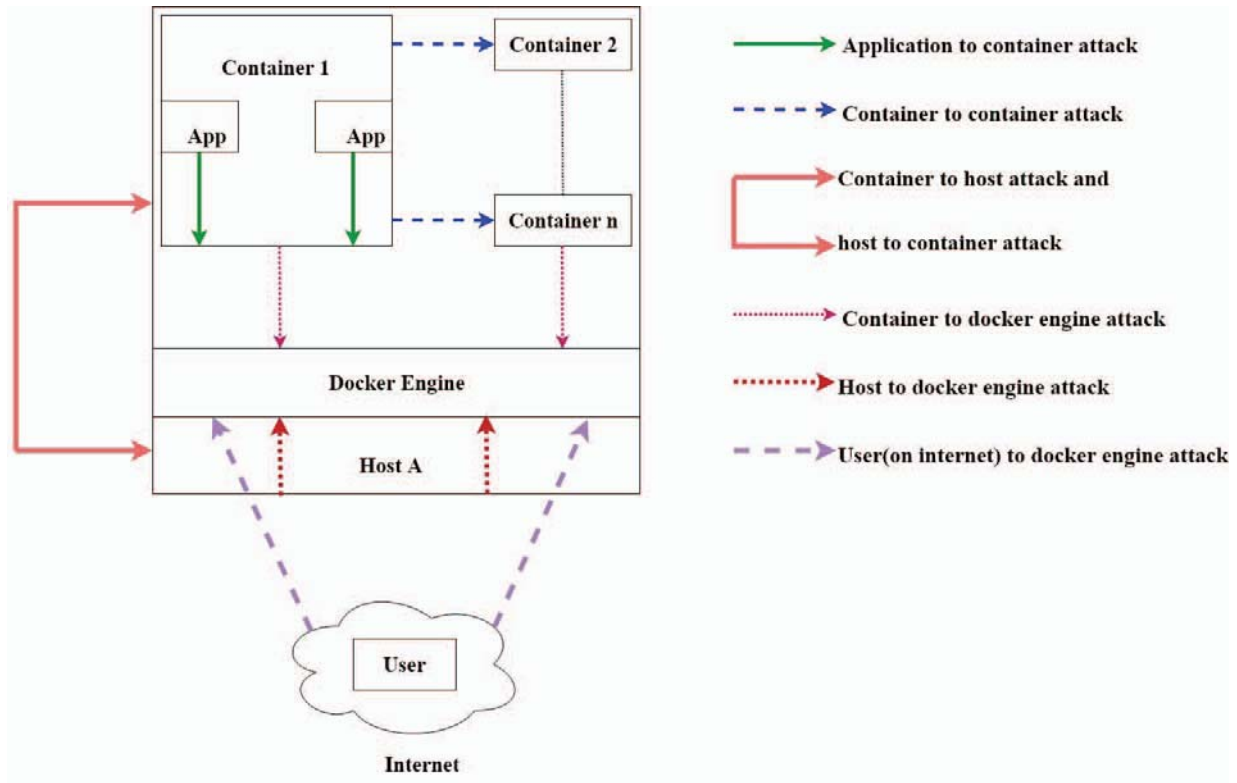 Container 1
Container 2
App
App
Container n
Docker Engine
Host A
User
Internet
Application to container attack
Container to container attack
Container to host attack and
host to container attack
Container to docker engine attack
Host to docker engine attack
User(on internet) to docker engine attack